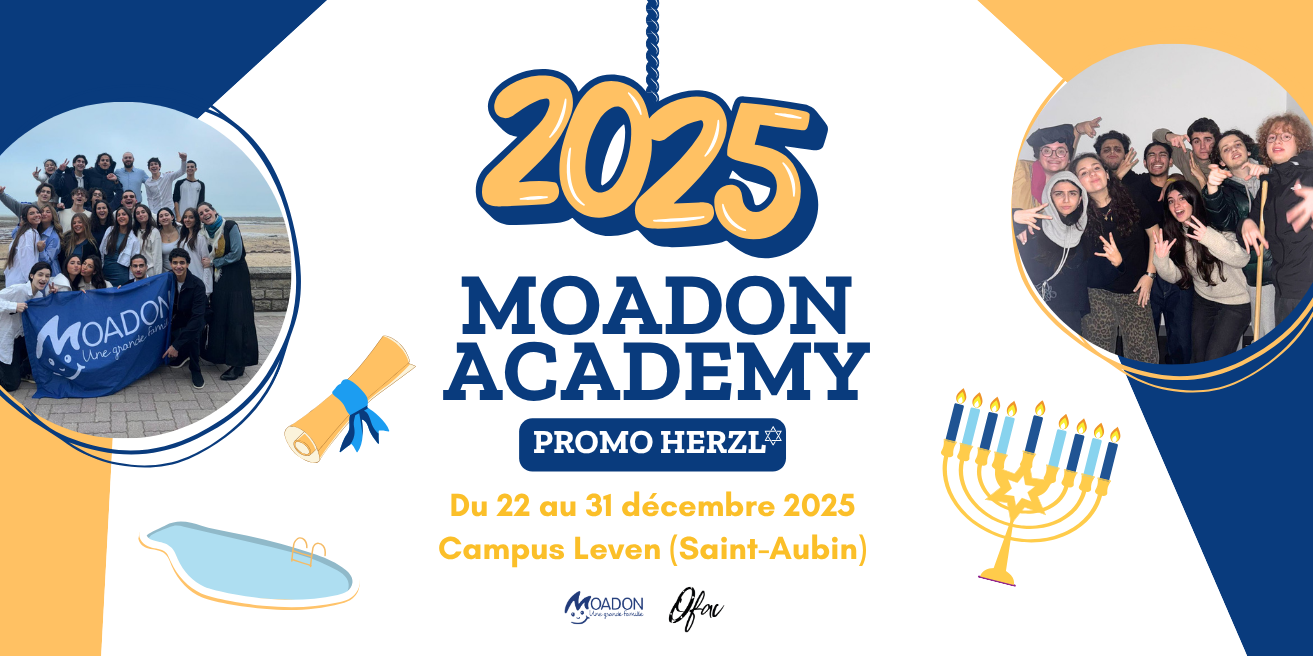 2025
MOADON
ACADEMY
PROMO HERZL
Du 22 au 31 décembre 2025
Campus Leven (Saint-Aubin)
MOADON
Une grande famille
Ofac
MOADON
Une grande famille